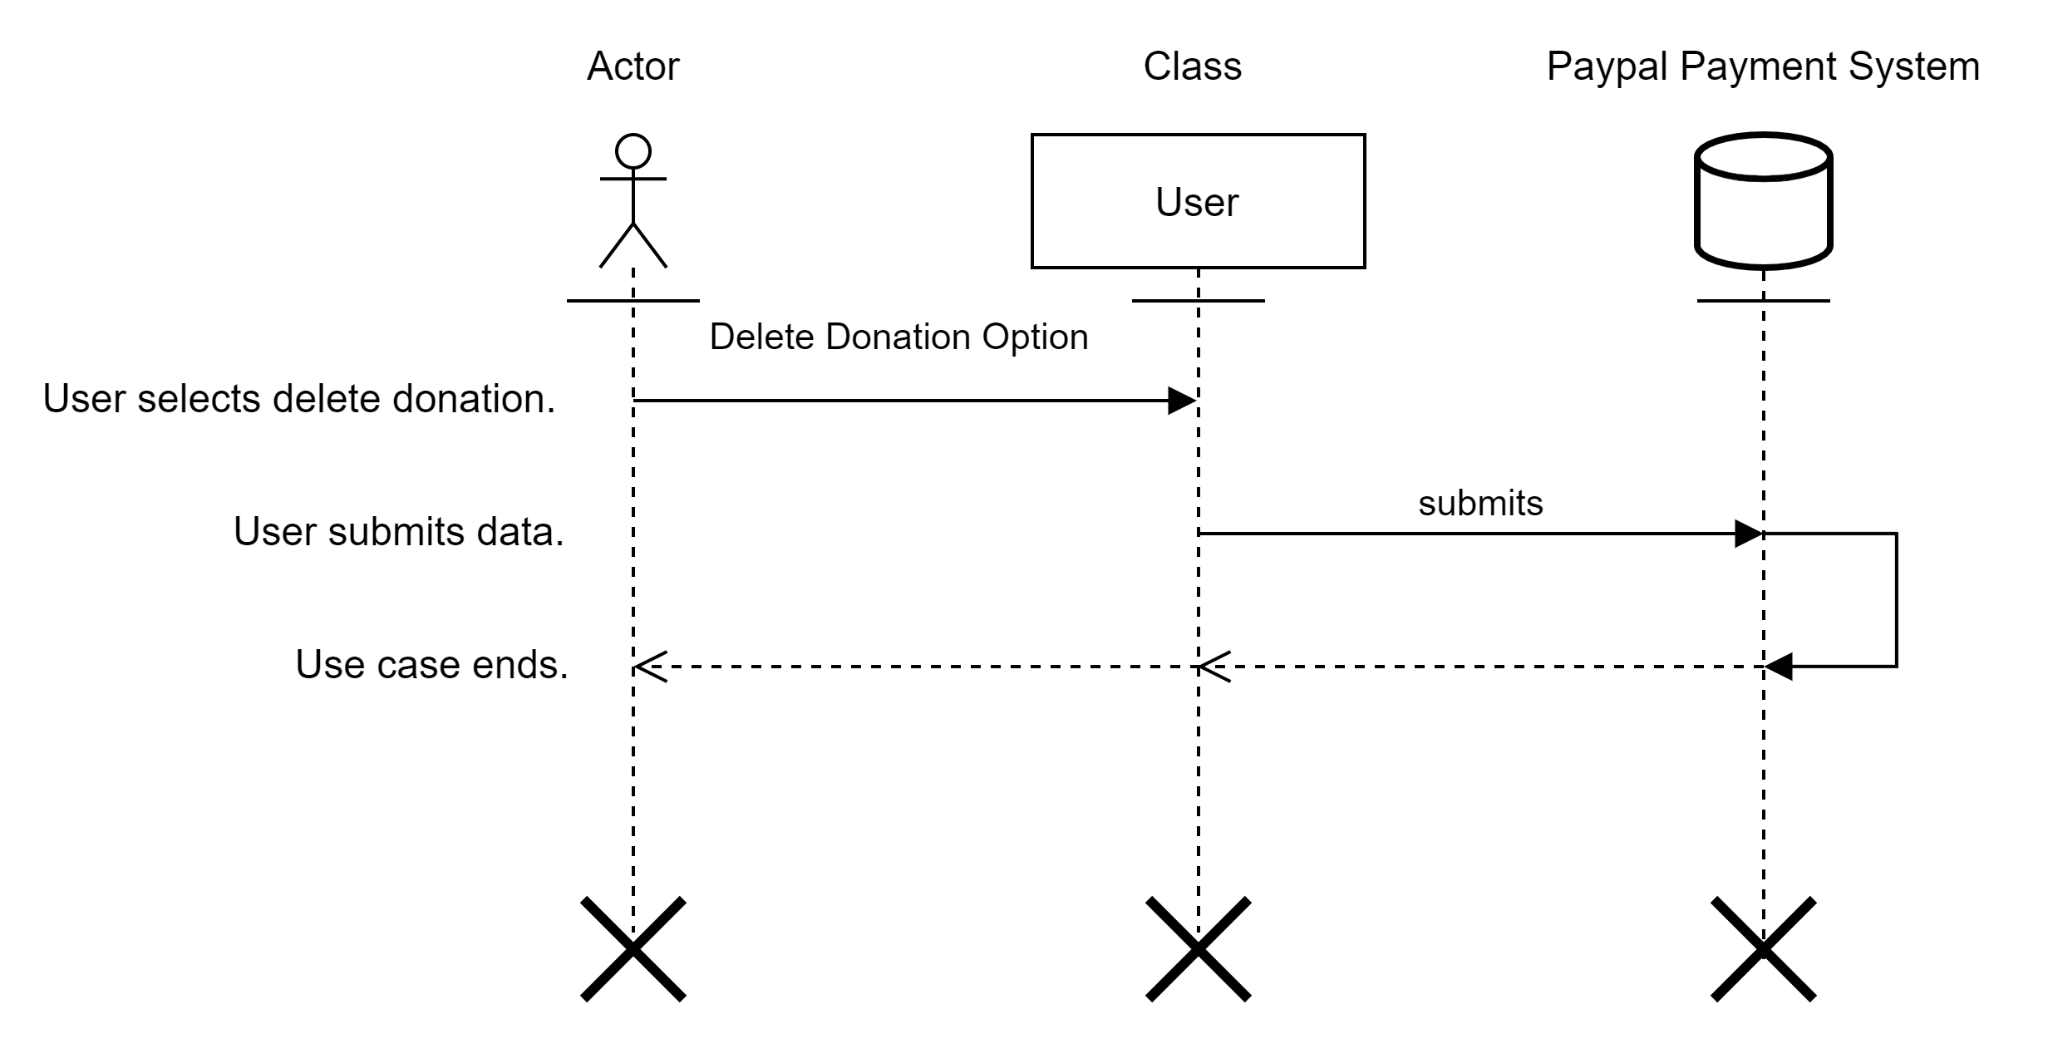 Actor
Class
Paypal Payment System
User
Delete Donation Option
User selects delete donation.
submits
User submits data.
Use case ends.